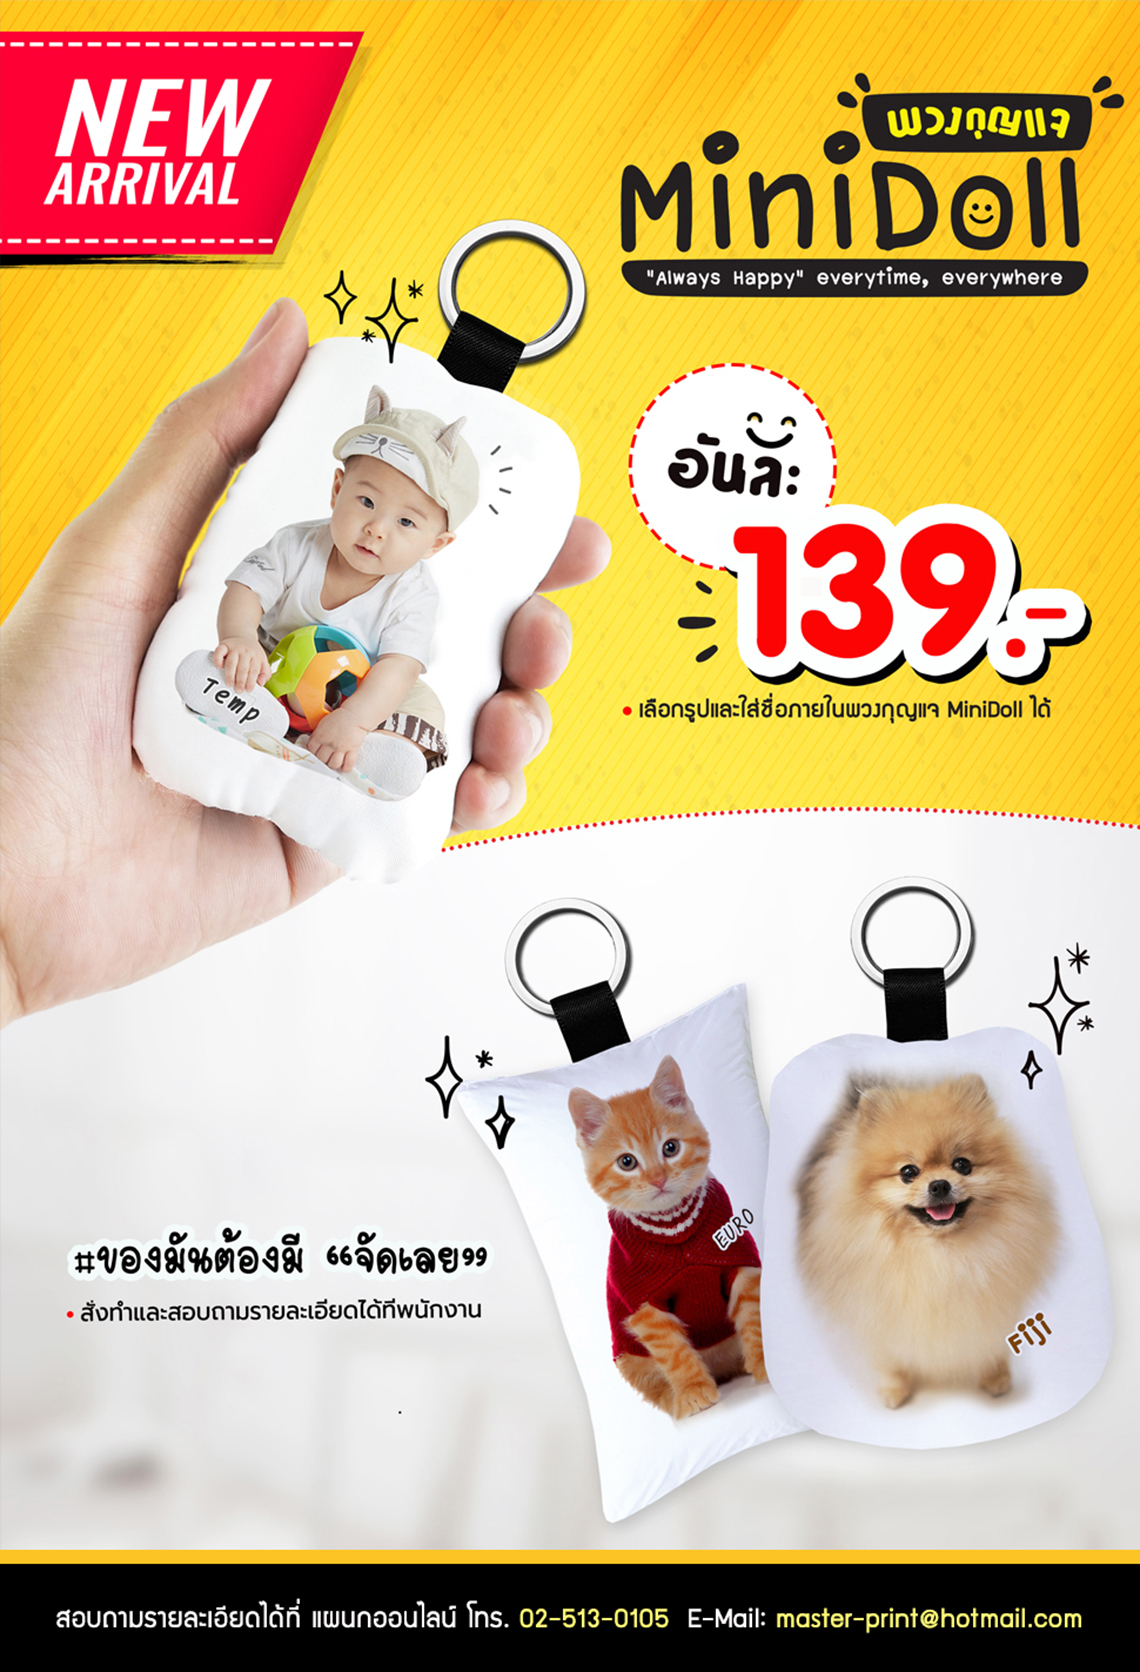 NEW
ARRIVAL
พวงกุญแจ
MiniDoll
"Always Happy" everytime, everywhere
อันละ
139.-
• เลือกรูปและใส่ชื่อภายในพวงกุญแจ MiniDoll ได้
Temp
EURO
Fiji
#ของมันต้องมี “จัดเลย”
• สั่งทำและสอบถามรายละเอียดได้ที่พนักงาน
สอบถามรายละเอียดได้ที่ แผนกออนไลน์ โทร. 02-513-0105 E-Mail: master-print@hotmail.com